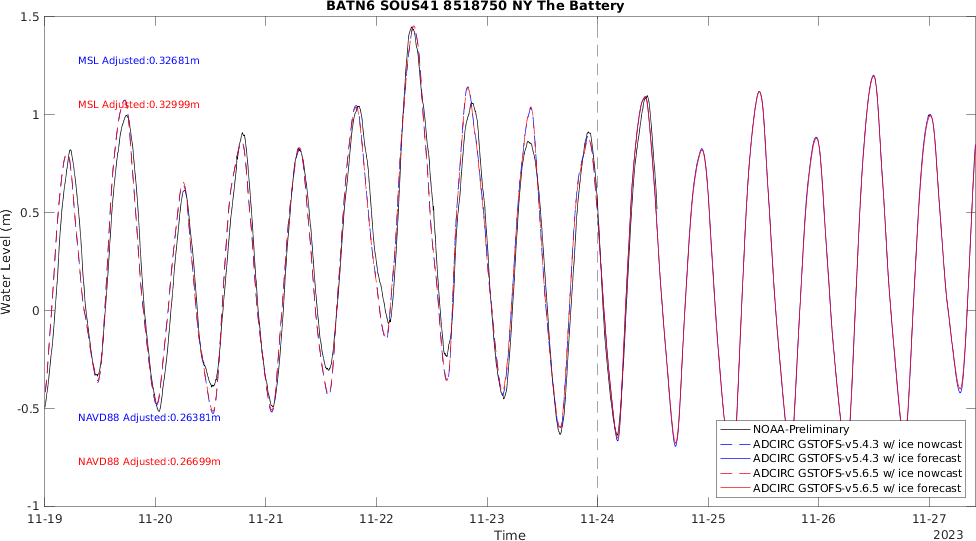 BATN6 SOUS41 8518750 NY The Battery
1.5
MSL Adjusted:0.32681m
MSL Adjusted:0.32999m
1
0.5
Water Level (m)
0
-0.5
NAVD88 Adjusted:0.26381m
NOAA-Preliminary
ADCIRC GSTOFS-v5.4.3 w/ ice nowcast
ADCIRC GSTOFS-v5.4.3 w/ ice forecast
NAVD88 Adjusted:0.26699m
ADCIRC GSTOFS-v5.6.5 w/ ice nowcast
ADCIRC GSTOFS-v5.6.5 w/ ice forecast
-1
11-19 11-20 11-21 11-22 11-23 11-24 11-25 11-26 11-27
Time
2023